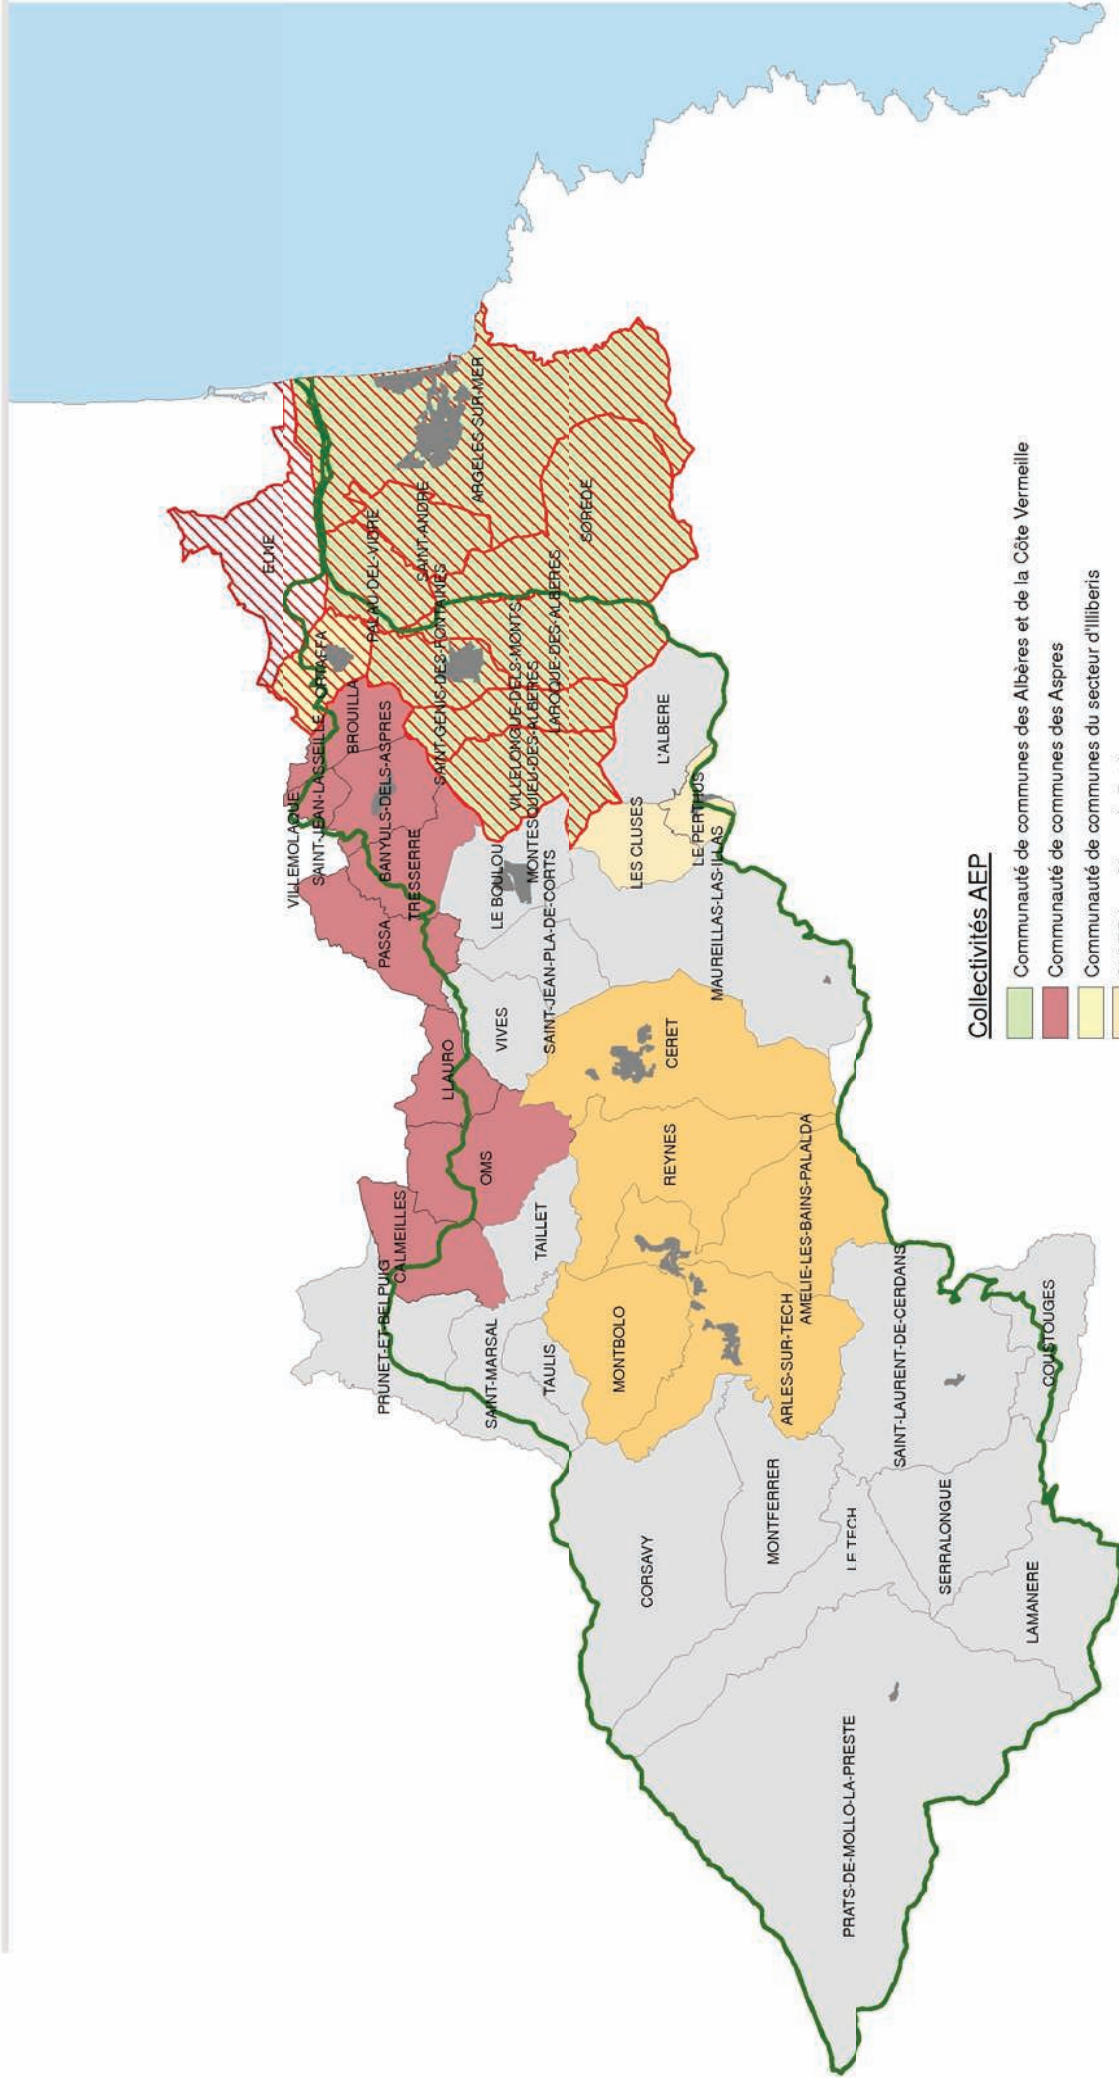 ELNE
ORTAFFA
PALAU-DEL-VIDRE
SAINT-ANDRE
ARGELES-SUR-MER
SOREDE
SAINT-GENIS-DES-FONTAINES
VILLELONGUE-DELS-MONTS
MONTESQUIEU-DES-ALBERES
LAROQUE-DES-ALBERES
BROUILLA
BANYULS-DELS-ASPRES
SAINT-JEAN-LASSEILLE
VILLEMOLAQUE
TRESSERRE
PASSA
LE BOULOU
SAINT-JEAN-PLA-DE-CORTS
L'ALBERE
LES CLUSES
LE PERTHUS
MAUREILLAS-LAS-ILLAS
VIVES
LLAURO
OMS
CALMEILLES
PRUNET-ET-BELPUIG
TAILLET
CERET
REYNES
AMELIE-LES-BAINS-PALALDA
MONTBOLO
ARLES-SUR-TECH
SAINT-MARSAL
TAULIS
SAINT-LAURENT-DE-CERDANS
COUSTOUGES
CORSAVY
MONTFERRER
LE TECH
SERRALONGUE
LAMANERE
PRATS-DE-MOLLO-LA-PRESTE
Collectivités AEP
Communauté de communes des Albères et de la Côte Vermeille
Communauté de communes des Aspres
Communauté de communes du secteur d'Illiberis